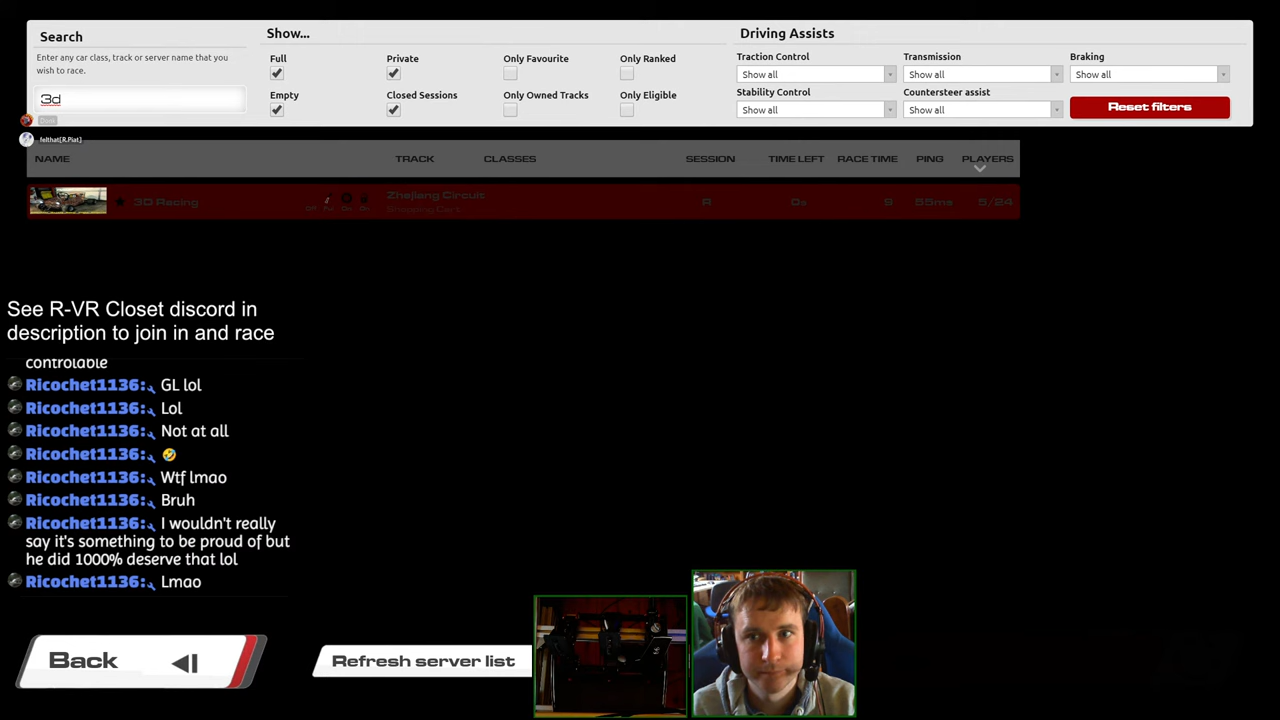 Search
Enter any car class, track or server name that you
wish to race.
3d
Show...
Full
Private
Only Favourite
Only Ranked
Empty
Closed Sessions
Only Owned Tracks
Only Eligible
Driving Assists
Traction Control
Transmission
Braking
Show all
Show all
Show all
Stability Control
Countersteer assist
Show all
Show all
Reset filters
Dom
felthat[R.Piat]
NAME TRACK CLASSES SESSION TIME LEFT RACE TIME PING PLAYERS
3D Racing Zhejiang Circuit R 0s 9 55ms 5/24
Shopping Cart
See R-VR Closet discord in
description to join in and race
controlable
Ricochet1136: GL lol
Ricochet1136: Lol
Ricochet1136: Not at all
Ricochet1136: 🤣
Ricochet1136: Wtf lmao
Ricochet1136: Bruh
Ricochet1136: I wouldn't really
say it's something to be proud of but
he did 1000% deserve that lol
Ricochet1136: Lmao
Back
Refresh server list